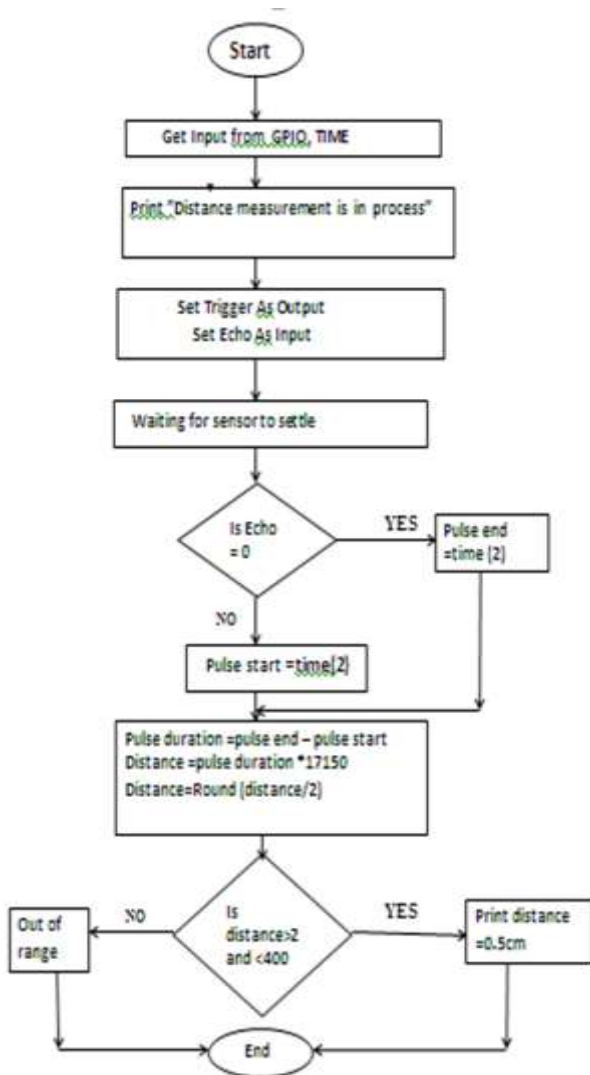 Start
Get Input from GPIO, TIME
Print "Distance measurement is in process"
Set Trigger As Output
Set Echo As Input
Waiting for sensor to settle
Is Echo
= 0
YES
Pulse end
=time (2)
NO
Pulse start =time(2)
Pulse duration =pulse end – pulse start
Distance =pulse duration *17150
Distance=Round (distance/2)
Is
distance>2
and <400
NO
Out of
range
YES
Print distance
=0.5cm
End